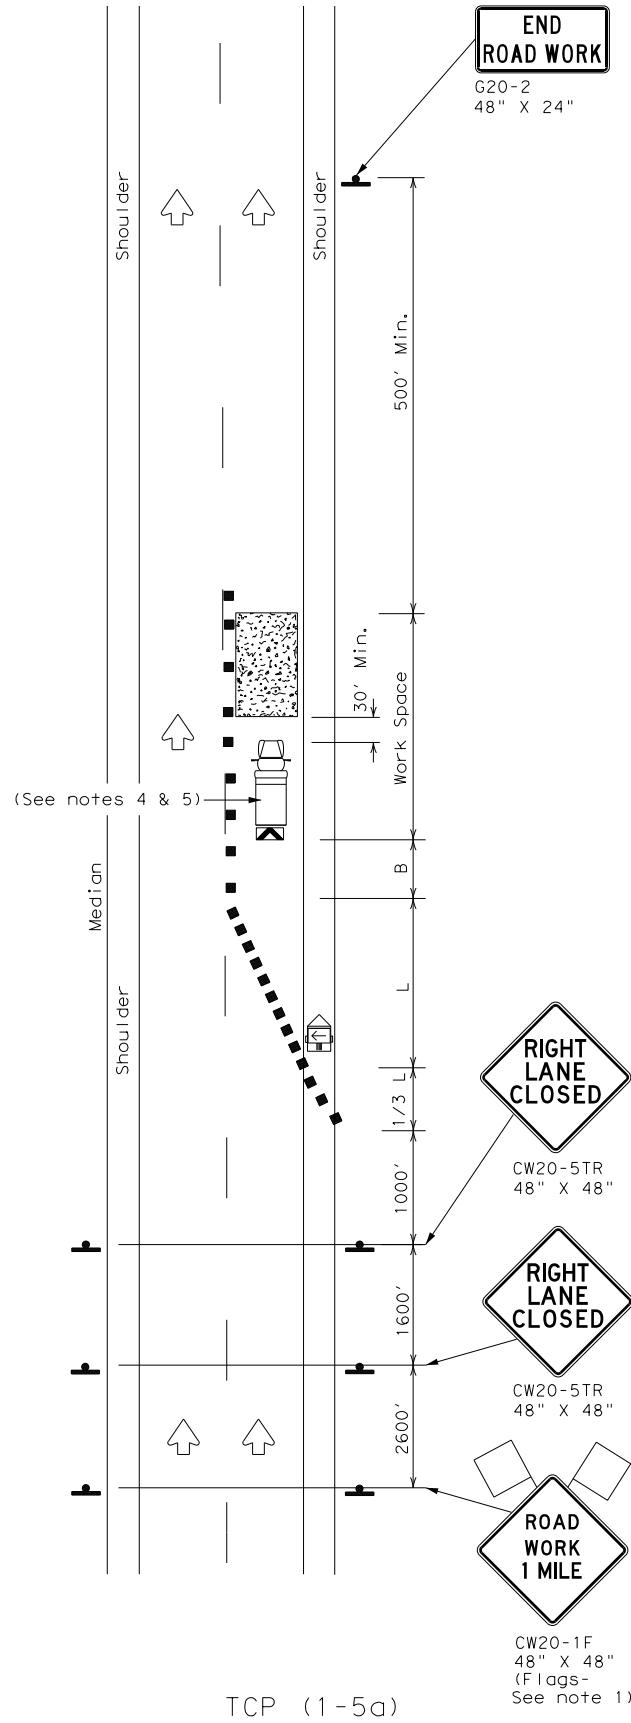 END
ROAD WORK
G20-2
48" X 24"
Shoulder
Shoulder
500' Min.
30' Min.
Work Space
(See notes 4 & 5)
B
Median
L
Shoulder
RIGHT
LANE
CLOSED
1/3 L
CW20-5TR
48" X 48"
1000'
RIGHT
LANE
CLOSED
1600'
CW20-5TR
48" X 48"
2600'
ROAD
WORK
1 MILE
CW20-1F
48" X 48"
(Flags-
See note 1)
TCP (1-5a)